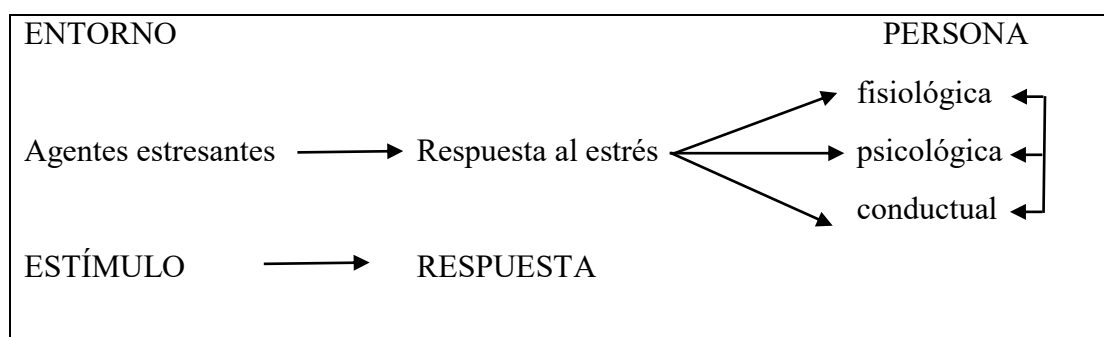 ENTORNO PERSONA
fisiológica
Agentes estresantes Respuesta al estrés psicológica
conductual
ESTÍMULO RESPUESTA